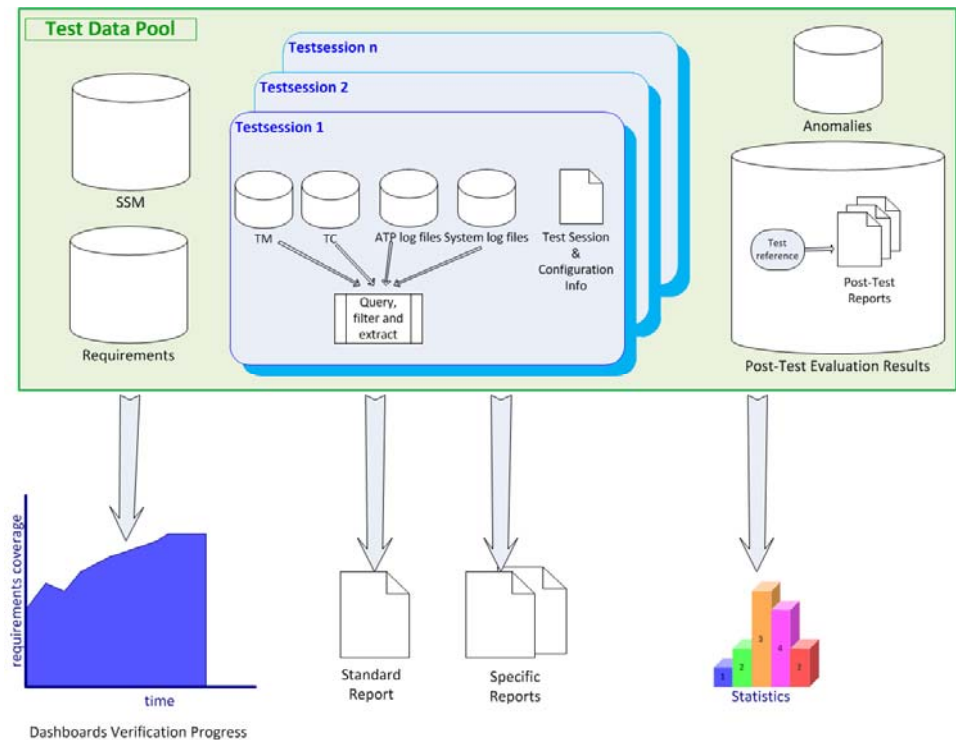 Test Data Pool
Testsession n
Testsession 2
Testsession 1
SSM
Requirements
TM
TC
ATP log files
System log files
Test Session
&
Configuration
Info
Query,
filter and
extract
Anomalies
Test
reference
Post-Test
Reports
Post-Test Evaluation Results
requirements coverage
time
Dashboards Verification Progress
Standard
Report
Specific
Reports
1
2
3
4
2
Statistics